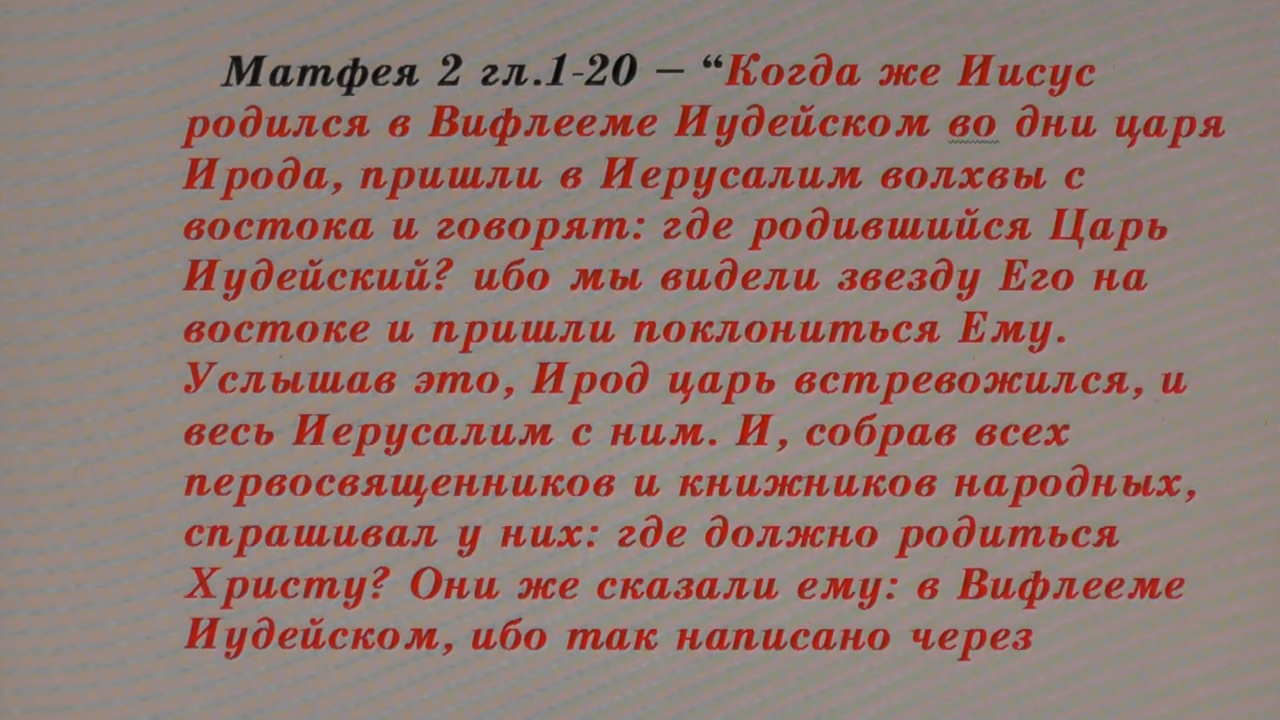 Матфея 2 гл.1-20 – “Когда же Иисус
родился в Вифлееме Иудейском во дни царя
Ирода, пришли в Иерусалим волхвы с
востока и говорят: где родившийся Царь
Иудейский? ибо мы видели звезду Его на
востоке и пришли поклониться Ему.
Услышав это, Ирод царь встревожился, и
весь Иерусалим с ним. И, собрав всех
первосвященников и книжников народных,
спрашивал у них: где должно родиться
Христу? Они же сказали ему: в Вифлееме
Иудейском, ибо так написано через